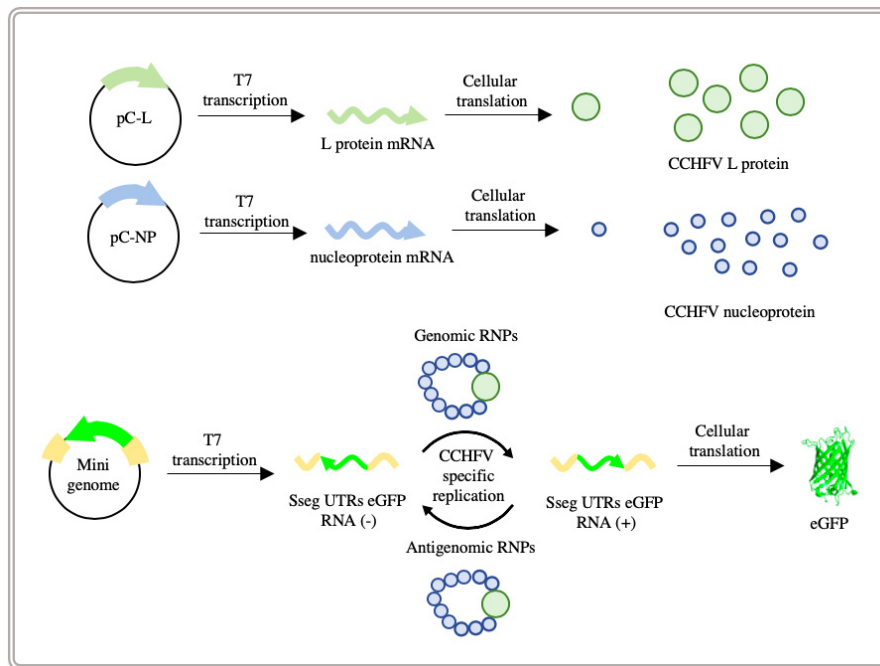 pC-L
T7
transcription
L protein mRNA
Cellular
translation
CCHFV L protein
pC-NP
T7
transcription
nucleoprotein mRNA
Cellular
translation
CCHFV nucleoprotein
Genomic RNPs
Mini
genome
T7
transcription
Sseg UTRs eGFP
RNA (-)
CCHFV
specific
replication
Sseg UTRs eGFP
RNA (+)
Cellular
translation
eGFP
Antigenomic RNPs